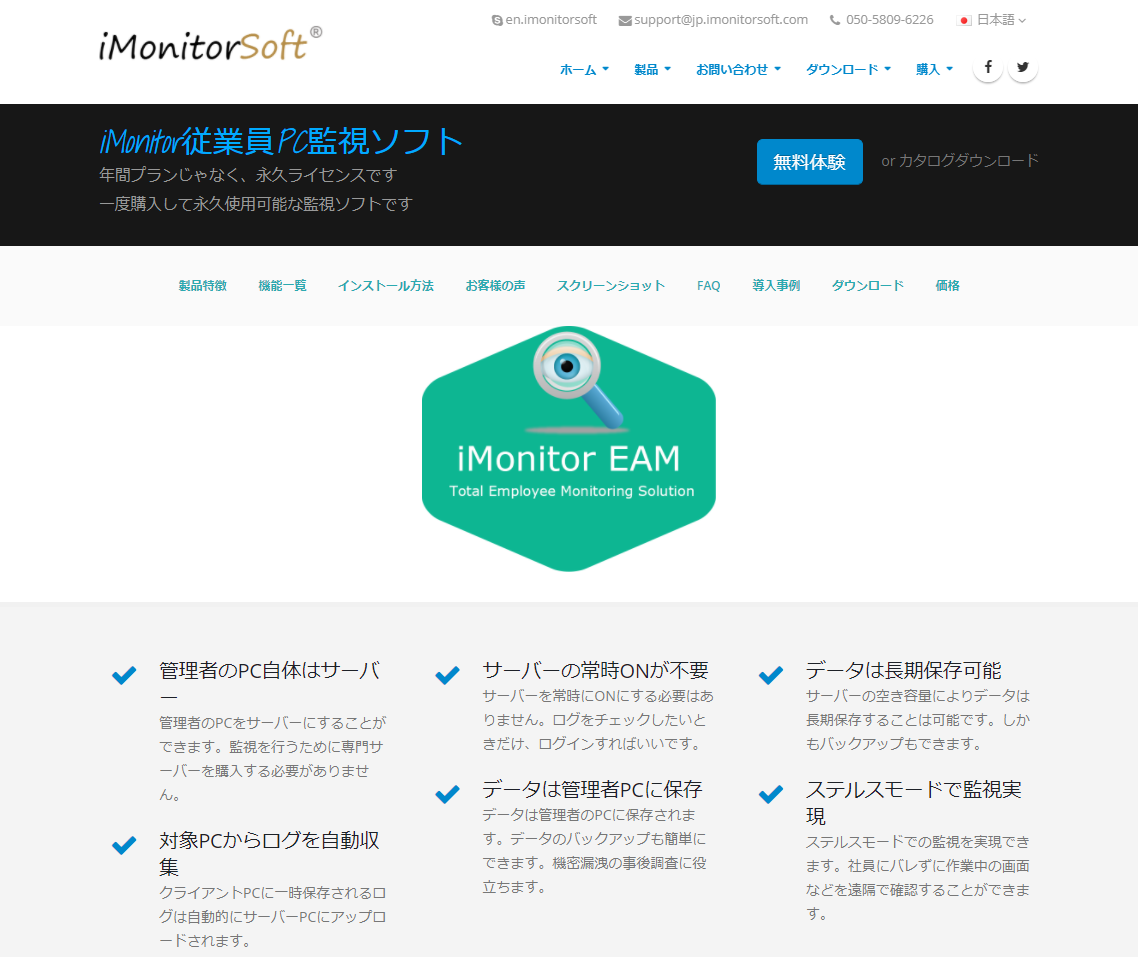 iMonitorSoft®
en.imonitorsoft support@jp.imonitorsoft.com 050-5809-6226 日本語
ホーム 製品 お問い合わせ ダウンロード 購入
iMonitor従業員PC監視ソフト
年間プランじゃなく、永久ライセンスです
一度購入して永久使用可能な監視ソフトです
無料体験 or カタログダウンロード
製品特徴 機能一覧 インストール方法 お客様の声 スクリーンショット FAQ 導入事例 ダウンロード 価格
iMonitor EAM
Total Employee Monitoring Solution
管理者のPC自体はサーバ
ー
管理者のPCをサーバーにすることが
できます。監視を行うために専門サ
ーバーを購入する必要がありませ
ん。
対象PCからログを自動収
集
クライアントPCに一時保存されるロ
グは自動的にサーバーPCにアップロ
ードされます。
サーバーの常時ONが不要
サーバーを常時にONにする必要はあ
りません。ログをチェックしたいと
きだけ、ログインすればいいです。
データは管理者PCに保存
データは管理者のPCに保存されま
す。データのバックアップも簡単に
できます。機密漏洩の事後調査に役
立ちます。
データは長期保存可能
サーバーの空き容量によりデータは
長期保存することは可能です。しか
もバックアップもできます。
ステルスモードで監視実
現
ステルスモードでの監視を実現でき
ます。社員にバレずに作業中の画面
などを遠隔で確認することができま
す。